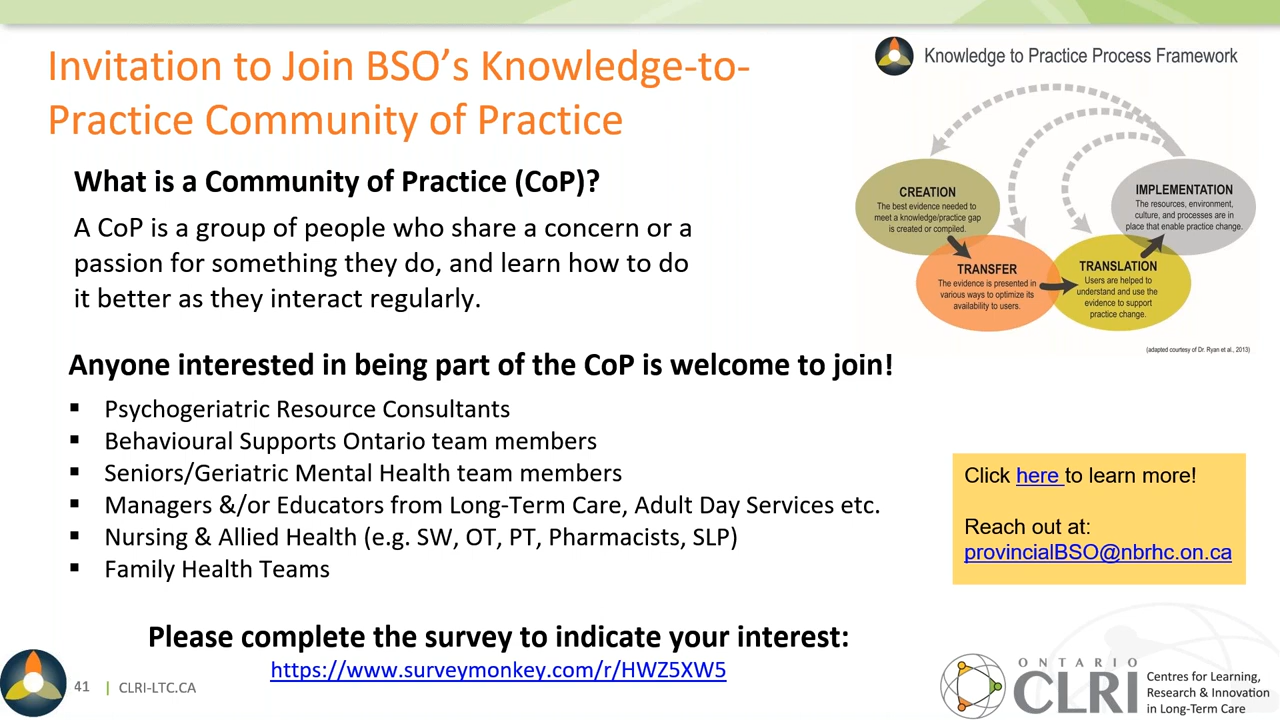 Invitation to Join BSO's Knowledge-to-
Practice Community of Practice
What is a Community of Practice (CoP)?
A CoP is a group of people who share a concern or a
passion for something they do, and learn how to do
it better as they interact regularly.
Anyone interested in being part of the CoP is welcome to join!
▪ Psychogeriatric Resource Consultants
▪ Behavioural Supports Ontario team members
▪ Seniors/Geriatric Mental Health team members
▪ Managers &/or Educators from Long-Term Care, Adult Day Services etc.
▪ Nursing & Allied Health (e.g. SW, OT, PT, Pharmacists, SLP)
▪ Family Health Teams
Please complete the survey to indicate your interest:
https://www.surveymonkey.com/r/HWZ5XW5
Knowledge to Practice Process Framework
CREATION
The best evidence needed to
meet a knowledge/practice gap
is created or compiled.
TRANSFER
The evidence is presented in
various ways to optimize its
availability to users.
TRANSLATION
Users are helped to
understand and use the
evidence to support
practice change.
IMPLEMENTATION
The resources, environment,
culture, and processes are in
place that enable practice change.
(adapted courtesy of Dr. Ryan et al., 2013)
Click here to learn more!
Reach out at:
provincialBSO@nbrhc.on.ca
41 | CLRI-LTC.CA
ONTARIO
CLRI
Centres for Learning,
Research & Innovation
in Long-Term Care